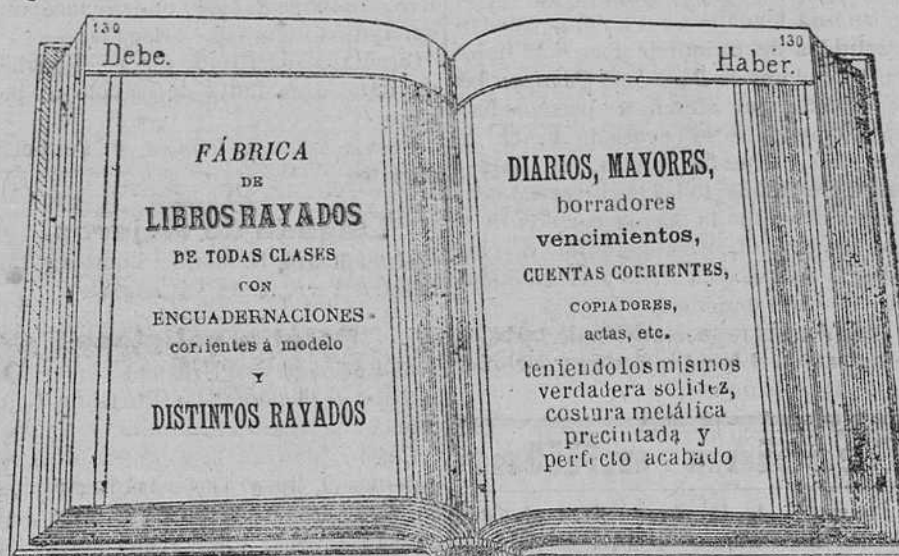 130
Debe.
FÁBRICA
DE
LIBROS RAYADOS
DE TODAS CLASES
CON
ENCUADERNACIONES
corrientes á modelo
Y
DISTINTOS RAYADOS
130
Haber.
DIARIOS, MAYORES,
borradores
vencimientos,
CUENTAS CORRIENTES,
COPIADORES,
actas, etc.
teniendo los mismos
verdadera solidez,
costura metálica
precintada y
perfecto acabado